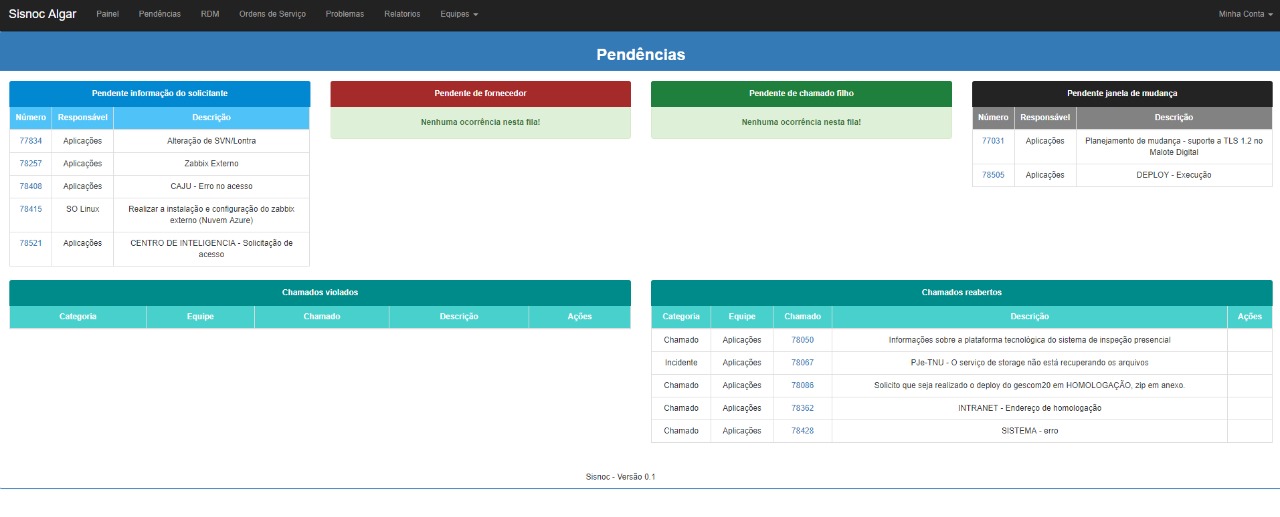 Sisnoc Algar Painel Pendências RDM Ordens de Serviço Problemas Relatorios Equipes Minha Conta
Pendências
Pendente informação do solicitante
Número Responsável Descrição
77834 Aplicações Alteração de SVN/Lontra
78257 Aplicações Zabbix Externo
78408 Aplicações CAJU - Erro no acesso
78415 SO Linux Realizar a instalação e configuração do zabbix
externo (Nuvem Azure)
78521 Aplicações CENTRO DE INTELIGENCIA - Solicitação de
acesso
Pendente de fornecedor
Nenhuma ocorrência nesta fila!
Pendente de chamado filho
Nenhuma ocorrência nesta fila!
Pendente janela de mudança
Número Responsável Descrição
77031 Aplicações Planejamento de mudança - suporte a TLS 1.2 no
Malote Digital
78505 Aplicações DEPLOY - Execução
Chamados violados
Categoria Equipe Chamado Descrição Ações
Chamados reabertos
Categoria Equipe Chamado Descrição Ações
Chamado Aplicações 78050 Informações sobre a plataforma tecnológica do sistema de inspeção presencial
Incidente Aplicações 78067 PJe-TNU - O serviço de storage não está recuperando os arquivos
Chamado Aplicações 78086 Solicito que seja realizado o deploy do gescom20 em HOMOLOGAÇÃO, zip em anexo.
Chamado Aplicações 78362 INTRANET - Endereço de homologação
Chamado Aplicações 78428 SISTEMA - erro
Sisnoc - Versão 0.1